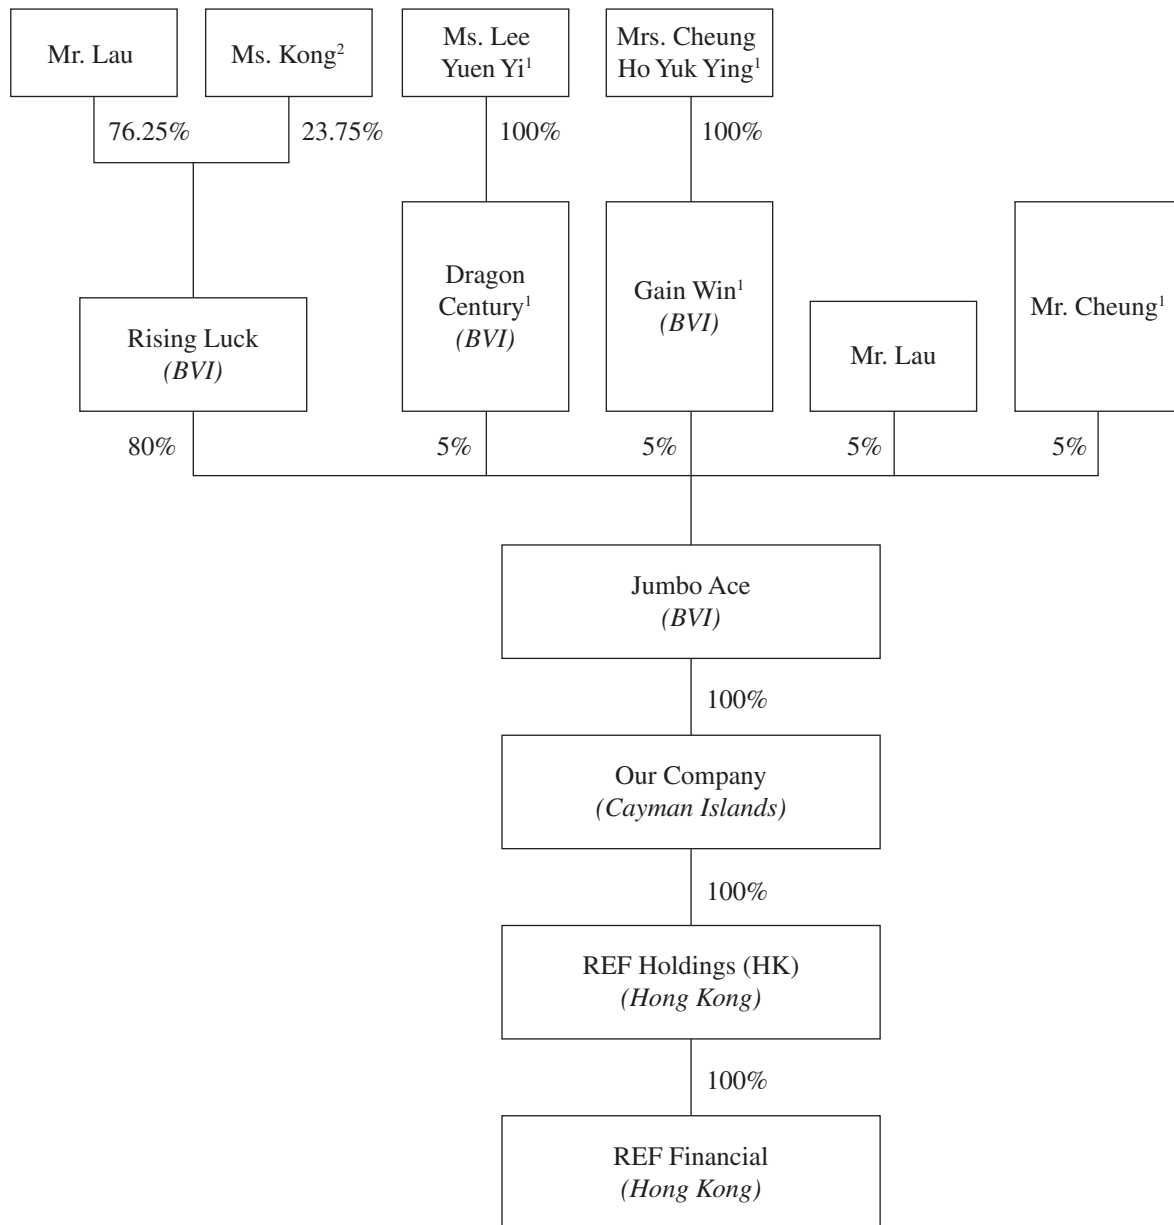 Mr. Lau
Ms. Kong²
Ms. Lee
Yuen Yi¹
Mrs. Cheung
Ho Yuk Ying¹
76.25%
23.75%
100%
100%
Dragon
Century¹
(BVI)
Gain Win¹
(BVI)
Mr. Cheung¹
Rising Luck
(BVI)
Mr. Lau
80%
5%
5%
5%
5%
Jumbo Ace
(BVI)
100%
Our Company
(Cayman Islands)
100%
REF Holdings (HK)
(Hong Kong)
100%
REF Financial
(Hong Kong)